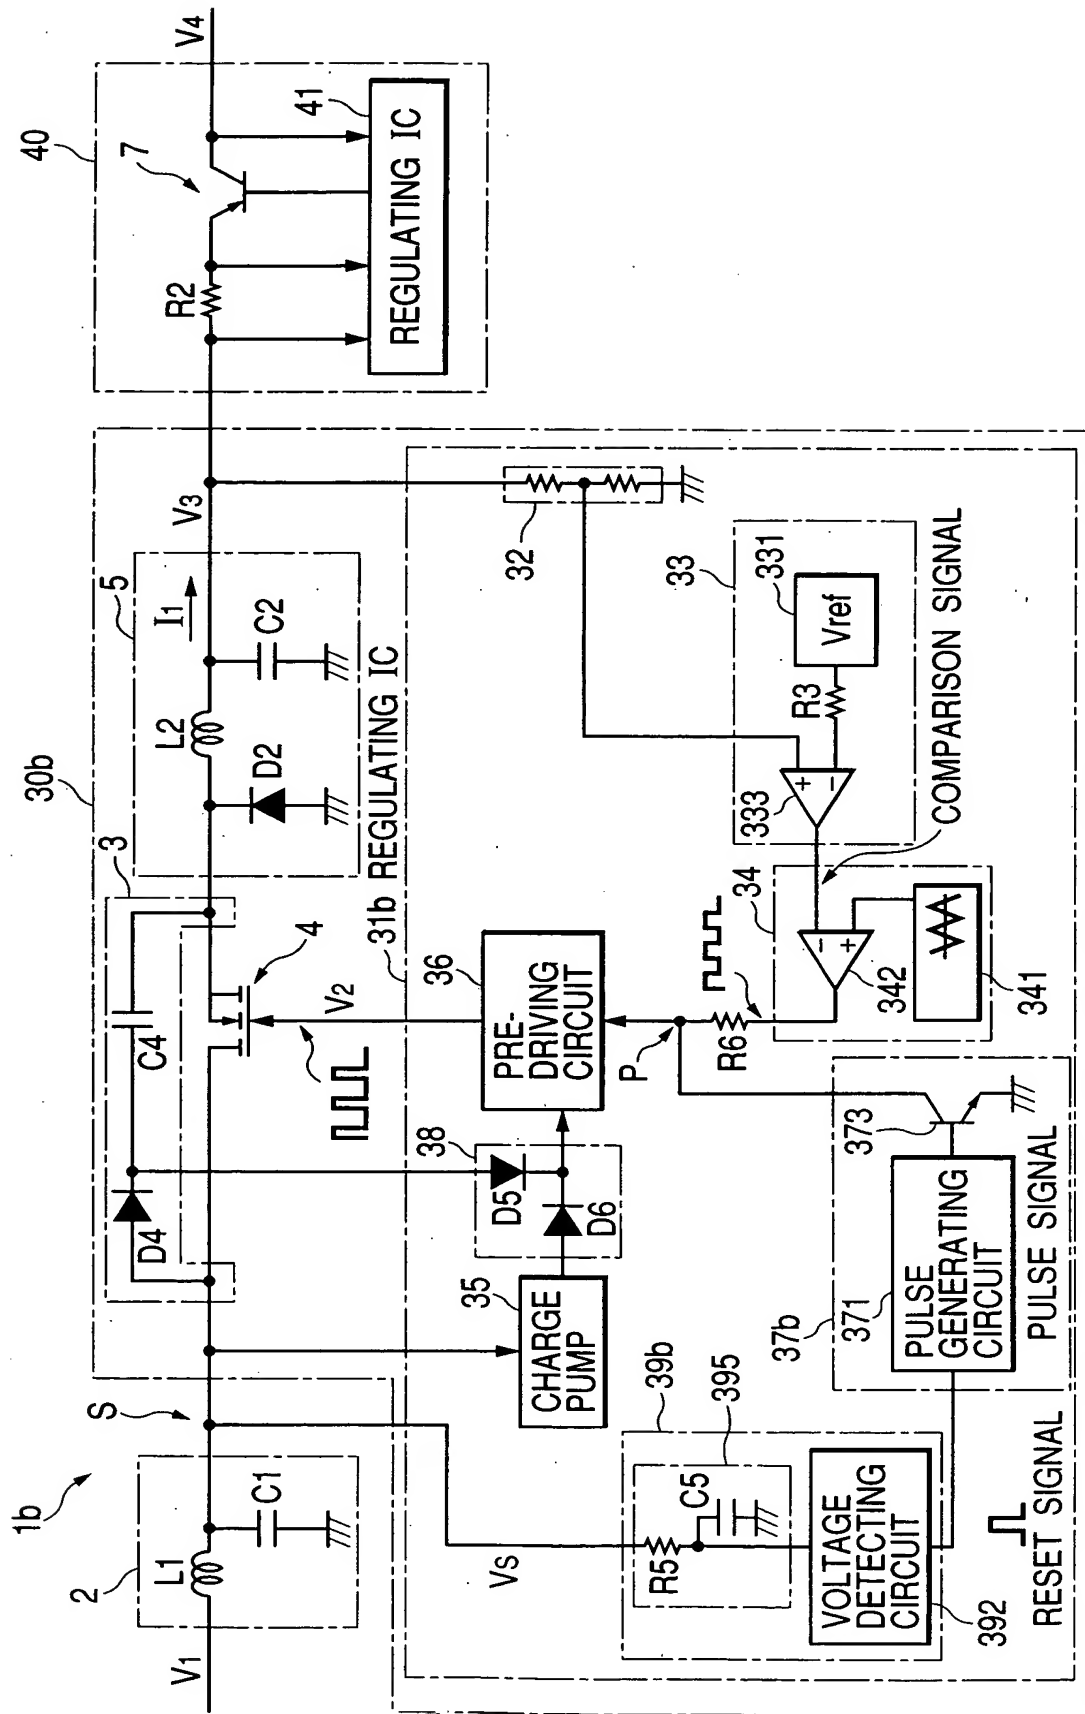 1b
2
V1
L1
C1
S
30b
3
D4
C4
4
V2
5
D2
L2
C2
I1
V3
40
R2
7
V4
41
REGULATING IC
31b REGULATING IC
32
38
D5
D6
35
CHARGE
PUMP
36
PRE-
DRIVING
CIRCUIT
P
R6
33
331
Vref
R3
333
COMPARISON SIGNAL
34
342
341
VS
39b
395
R5
C5
VOLTAGE
DETECTING
CIRCUIT
392
RESET SIGNAL
37b
371
PULSE
GENERATING
CIRCUIT
373
PULSE SIGNAL